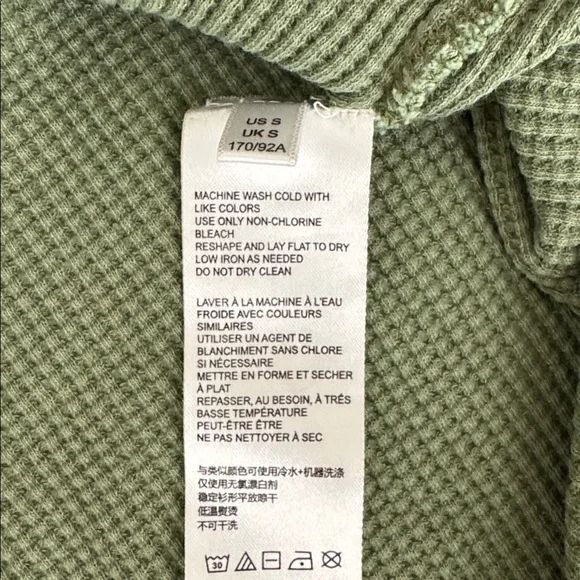 US S
UK S
170/92A
MACHINE WASH COLD WITH
LIKE COLORS
USE ONLY NON-CHLORINE
BLEACH
RESHAPE AND LAY FLAT TO DRY
LOW IRON AS NEEDED
DO NOT DRY CLEAN
LAVER À LA MACHINE À L'EAU
FROIDE AVEC COULEURS
SIMILAIRES
UTILISER UN AGENT DE
BLANCHIMENT SANS CHLORE
SI NÉCESSAIRE
METTRE EN FORME ET SECHER
À PLAT
REPASSER, AU BESOIN, À TRÉS
BASSE TEMPÉRATURE
PEUT-ÊTRE ÊTRE
NE PAS NETTOYER À SEC
与类似颜色可使用冷水+机器洗涤
仅使用无氯漂白剂
稳定衫形平放晾干
低温熨烫
不可干洗
30